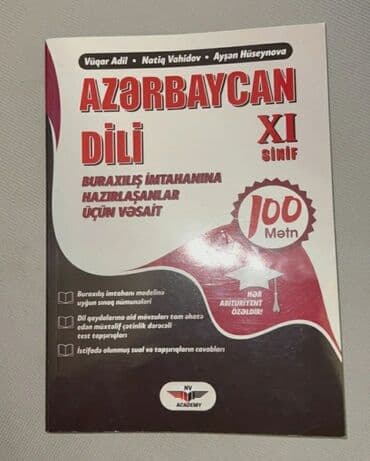 Vüqar Adil • Natiq Vahidov • Ayşən Hüseynova
AZƏRBAYCAN
DİLİ
XI
SİNİF
BURAXILIŞ İMTAHANINA
HAZIRLAŞANLAR
ÜÇÜN VƏSAİT
100
Mətn
HƏR
ABİTURİYENT
ÖZƏLDİR!
Buraxılış imtahanı modelinə
uyğun sınaq nümunələri
Dil qaydalarına aid mövzuları tam əhatə
edən müxtəlif çətinlik dərəcəli
test tapşırıqları
İstifadə olunmuş sual və tapşırıqların cavabları
NV
ACADEMY